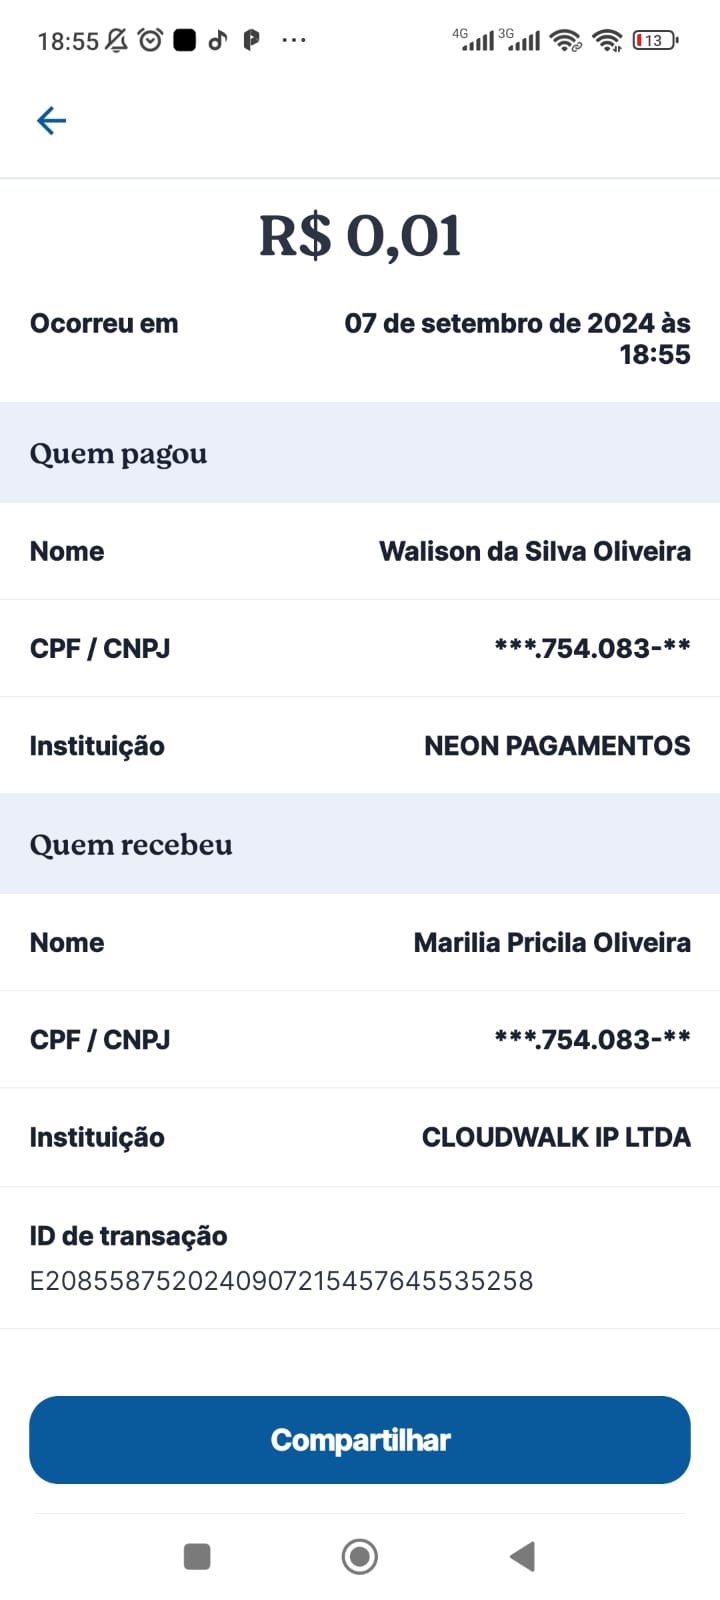 18:55
4G 3G 13
R$ 0,01
Ocorreu em 07 de setembro de 2024 às
18:55
Quem pagou
Nome Walison da Silva Oliveira
CPF / CNPJ ***.754.083-**
Instituição NEON PAGAMENTOS
Quem recebeu
Nome Marilia Pricila Oliveira
CPF / CNPJ ***.754.083-**
Instituição CLOUDWALK IP LTDA
ID de transação
E2085587520240907215457645535258
Compartilhar